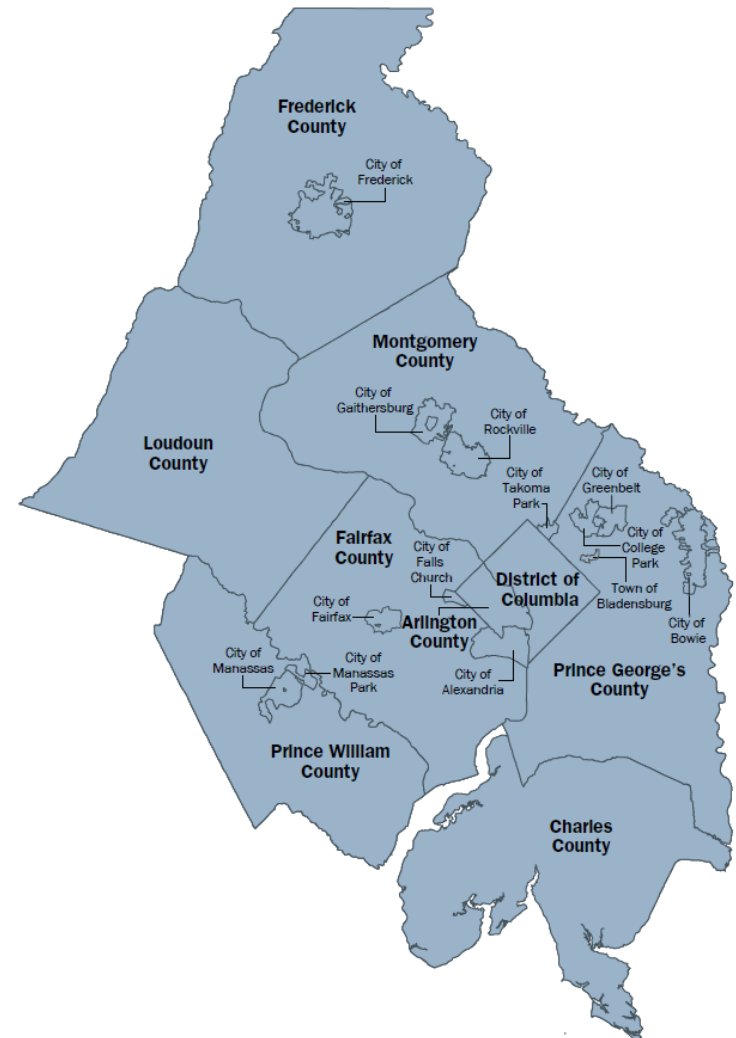 Frederick
County
City of
Frederick
Montgomery
County
City of
Gaithersburg
City of
Rockville
Loudoun
County
City of
Takoma
Park
City of
Greenbelt
Fairfax
County
City of
Falls
Church
City of
College
Park
District of
Columbia
Town of
Bladensburg
City of
Fairfax
Arlington
County
City of
Bowie
City of
Manassas
City of
Manassas
Park
City of
Alexandria
Prince George's
County
Prince William
County
Charles
County